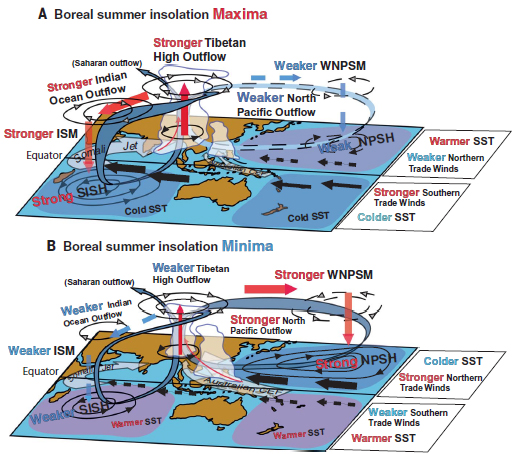 A Boreal summer insolation Maxima
Stronger Tibetan
High Outflow
(Saharan outflow)
Weaker WNPSM
Stronger Indian
Ocean Outflow
Weaker North
Pacific Outflow
Stronger ISM
Equator
Somali Jet
Weak NPSH
Warmer SST
Weaker Northern
Trade Winds
Strong SISH
Cold SST
Cold SST
Stronger Southern
Trade Winds
Colder SST
B Boreal summer insolation Minima
Weaker Tibetan
High Outflow
(Saharan outflow)
Stronger WNPSM
Weaker Indian
Ocean Outflow
Stronger North
Pacific Outflow
Weaker ISM
Equator
Jet
Strong NPSH
Colder SST
Stronger Northern
Trade Winds
Australian CEF
Weaker SISH
Warmer SST
Warmer SST
Weaker Southern
Trade Winds
Warmer SST